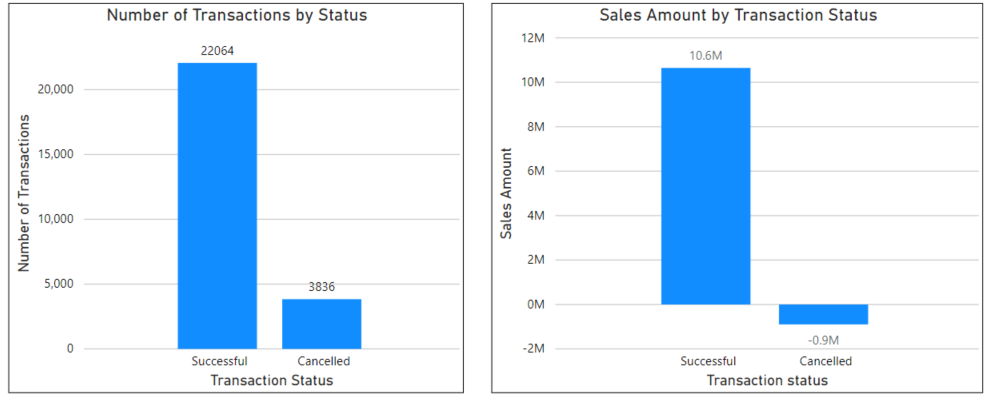 Number of Transactions by Status
Number of Transactions
20,000
15,000
10,000
5,000
0
22064
3836
Successful
Cancelled
Transaction Status
Sales Amount by Transaction Status
Sales Amount
12M
10M
8M
6M
4M
2M
0M
-2M
10.6M
-0.9M
Successful
Cancelled
Transaction status